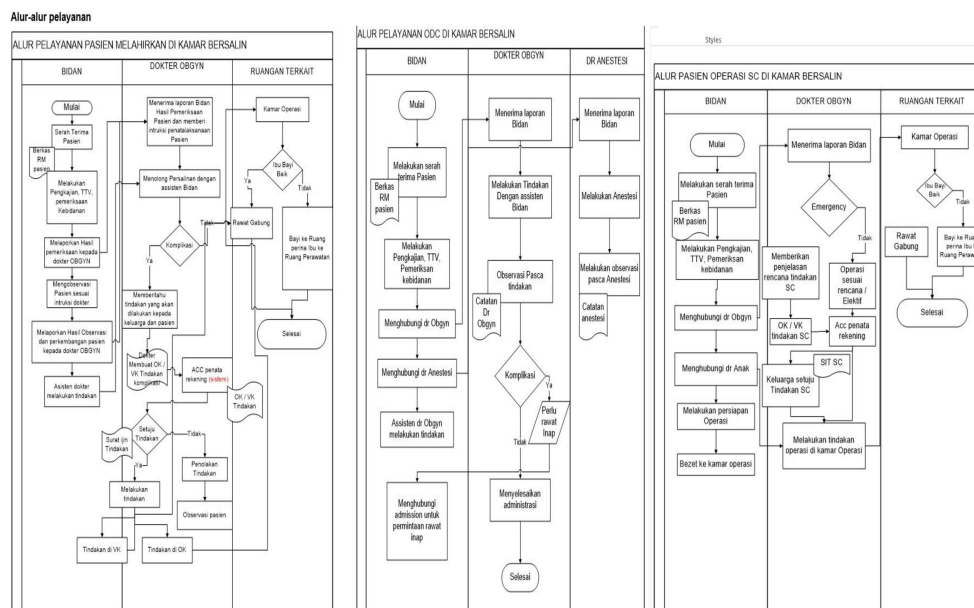 Alur-alur pelayanan
ALUR PELAYANAN PASIEN MELAHIRKAN DI KAMAR BERSALIN
BIDAN
DOKTER OBGYN
RUANGAN TERKAIT
Mulai
Serah Terima
Pasien
Berkas
RM
pasien
Melakukan
Pengkajian, TTV,
pemeriksaan
Kebidanan
Melaporkan Hasil
pemeriksaan kepada
dokter OBGYN
Mengobservasi
Pasien sesuai
intruksi dokter
Melaporkan Hasil Observasi
dan perkembangan pasien
kepada dokter OBGYN
Asisten dokter
melakukan tindakan
Menerima laporan Bidan
Hasil Pemeriksaan
Pasien dan memberi
intruksi penatalaksanaan
Pasien
Menolong Persalinan dengan
assisten Bidan
Komplikasi
Tidak
Ya
Memberitahu
tindakan yang akan
dilakukan kepada
keluarga dan pasien
Dokter
Membuat OK /
VK Tindakan
komplikasi
ACC penata
rekening (sistem)
OK / VK
Tindakan
Setuju
Tindakan
Surat ijin
Tindakan
Tidak
Ya
Penolakan
Tindakan
Melakukan
tindakan
Observasi pasien
Tindakan di VK
Tindakan di OK
Kamar Operasi
Ibu Bayi
Baik
Ya
Tidak
Rawat Gabung
Bayi ke Ruang
perina Ibu ke
Ruang Perawatan
Selesai
ALUR PELAYANAN ODC DI KAMAR BERSALIN
BIDAN
DOKTER OBGYN
DR ANESTESI
Mulai
Melakukan serah
terima Pasien
Berkas
RM
pasien
Melakukan
Pengkajian, TTV,
Pemeriksan
kebidanan
Menghubungi dr Obgyn
Menghubungi dr Anestesi
Assisten dr Obgyn
melakukan tindakan
Menghubungi
admission untuk
permintaan rawat
inap
Menerima laporan
Bidan
Melakukan Tindakan
Dengan assisten
Bidan
Observasi Pasca
tindakan
Catatan
Dr
Obgyn
Komplikasi
Ya
Perlu
rawat
Inap
Tidak
Menyelesaikan
administrasi
Selesai
Menerima laporan
Bidan
Melakukan Anestesi
Melakukan observasi
pasca Anestesi
Catatan
anestesi
Styles
ALUR PASIEN OPERASI SC DI KAMAR BERSALIN
BIDAN
DOKTER OBGYN
RUANGAN TERKAIT
Mulai
Melakukan serah terima
Pasien
Berkas
RM pasien
Melakukan Pengkajian,
TTV, Pemeriksan
kebidanan
Menghubungi dr Obgyn
Menghubungi dr Anak
Melakukan persiapan
Operasi
Bezet ke kamar operasi
Menerima laporan Bidan
Emergency
Tidak
Memberikan
penjelasan
rencana tindakan
SC
Operasi
sesuai
rencana /
Elektif
OK / VK
tindakan SC
Acc penata
rekening
SIT SC
Keluarga setuju
Tindakan SC
Melakukan tindakan
operasi di kamar Operasi
Kamar Operasi
Ibu Bayi
Baik
Tidak
Rawat
Gabung
Bayi ke Rua
perina Ibu
Ruang Peraw
Selesai